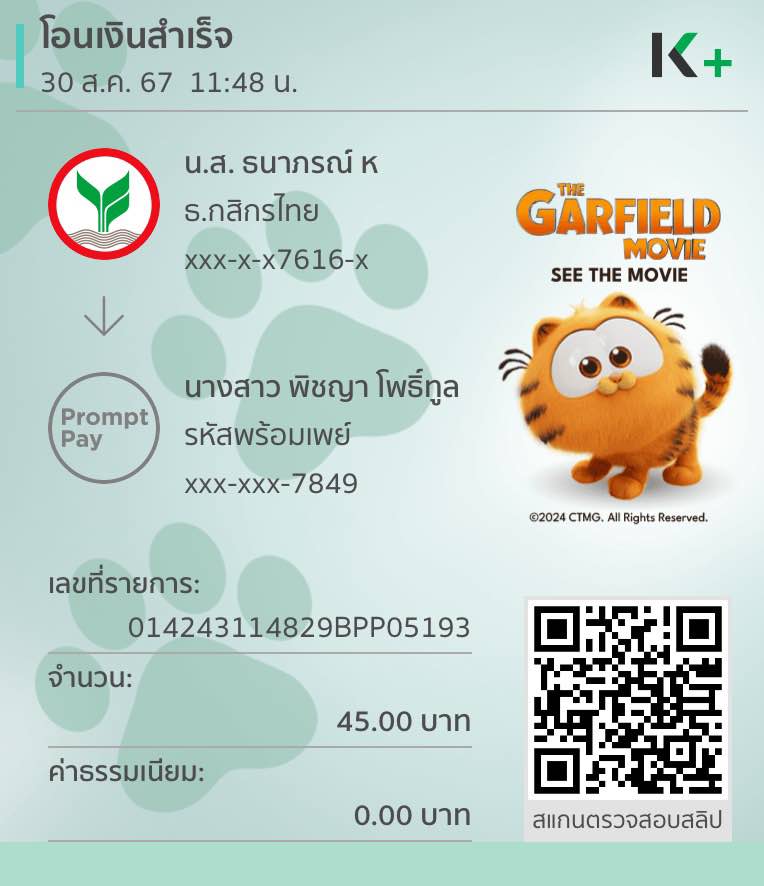 โอนเงินสำเร็จ
30 ส.ค. 67 11:48 น.
K+
น.ส. ธนาภรณ์ ห
ธ.กสิกรไทย
xxx-x-x7616-x
THE
GARFIELD
MOVIE
SEE THE MOVIE
Prompt
Pay
นางสาว พิชญา โพธิ์ทูล
รหัสพร้อมเพย์
xxx-xxx-7849
©2024 CTMG. All Rights Reserved.
เลขที่รายการ:
014243114829BPP05193
จำนวน:
45.00 บาท
ค่าธรรมเนียม:
0.00 บาท
สแกนตรวจสอบสลิป